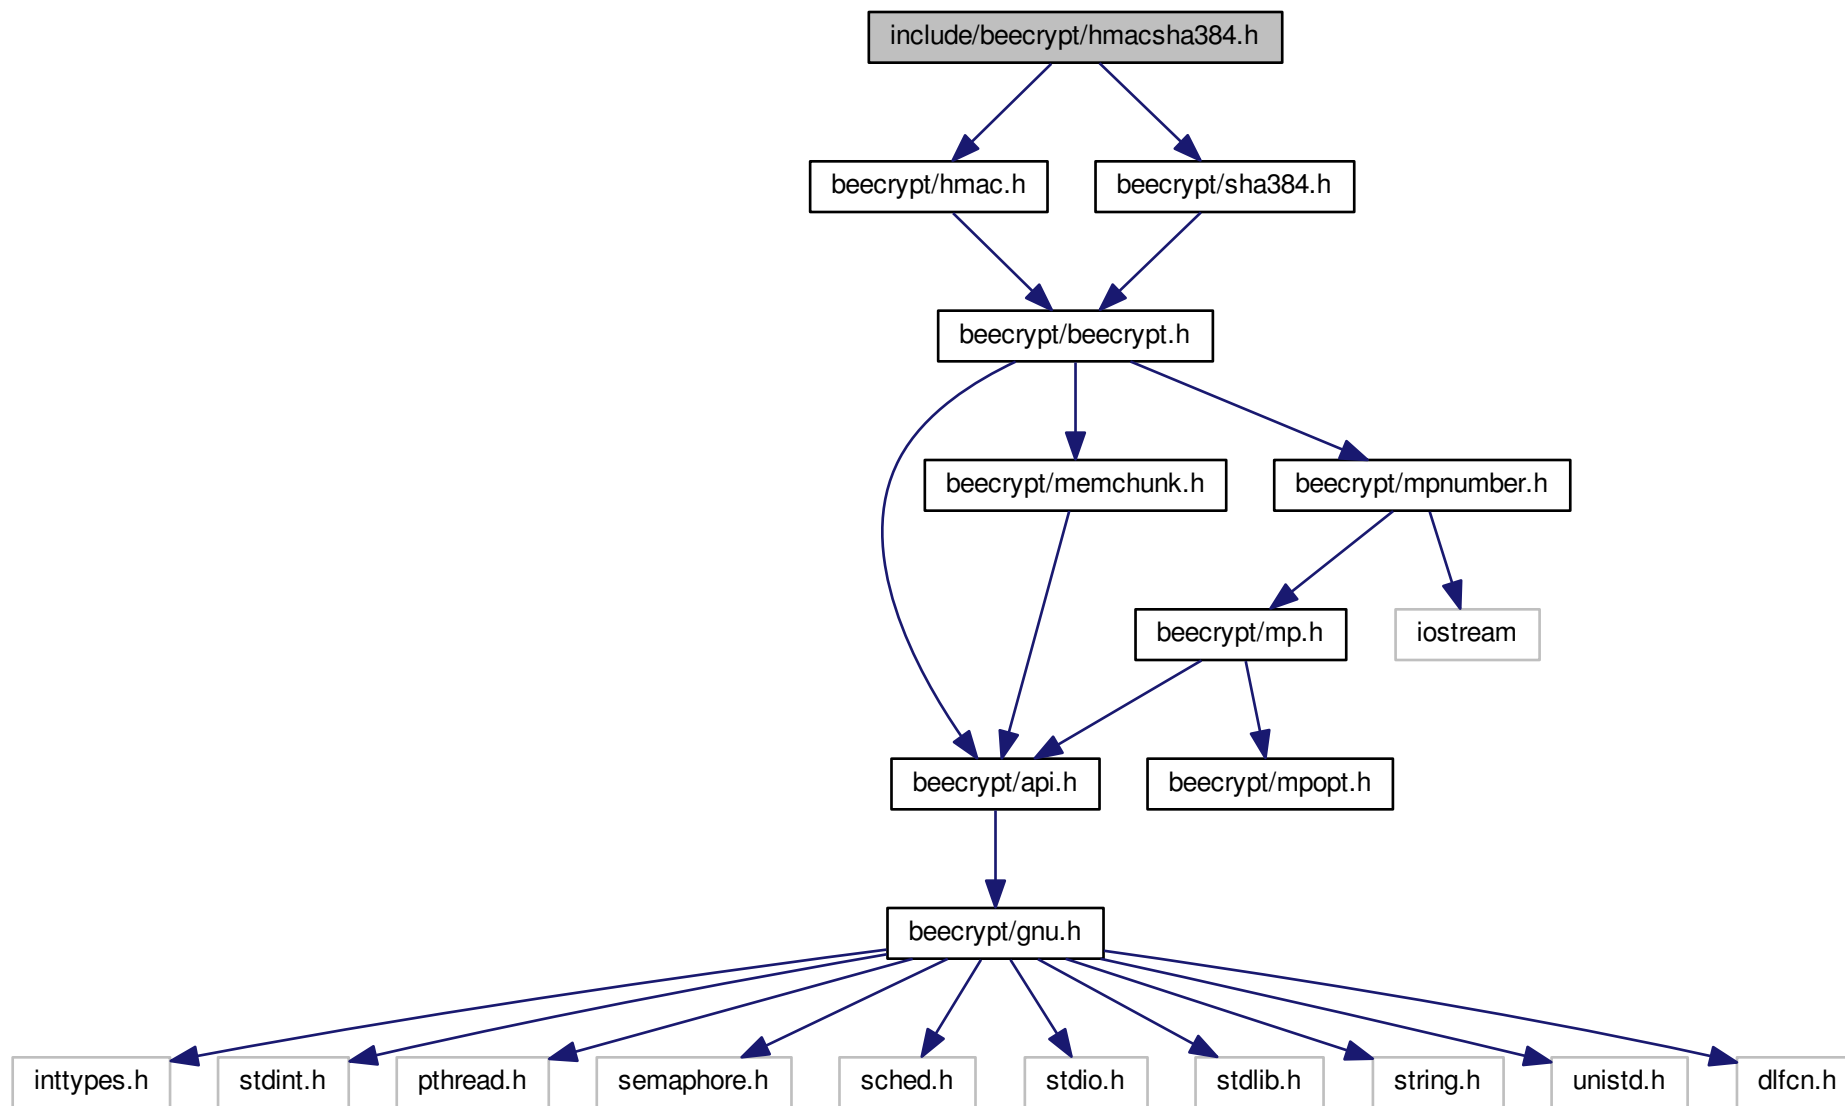 include/beecrypt/hmacsha384.h
beecrypt/hmac.h
beecrypt/sha384.h
beecrypt/beecrypt.h
beecrypt/memchunk.h
beecrypt/mpnumber.h
beecrypt/mp.h
iostream
beecrypt/api.h
beecrypt/mpopt.h
beecrypt/gnu.h
inttypes.h
stdint.h
pthread.h
semaphore.h
sched.h
stdio.h
stdlib.h
string.h
unistd.h
dlfcn.h